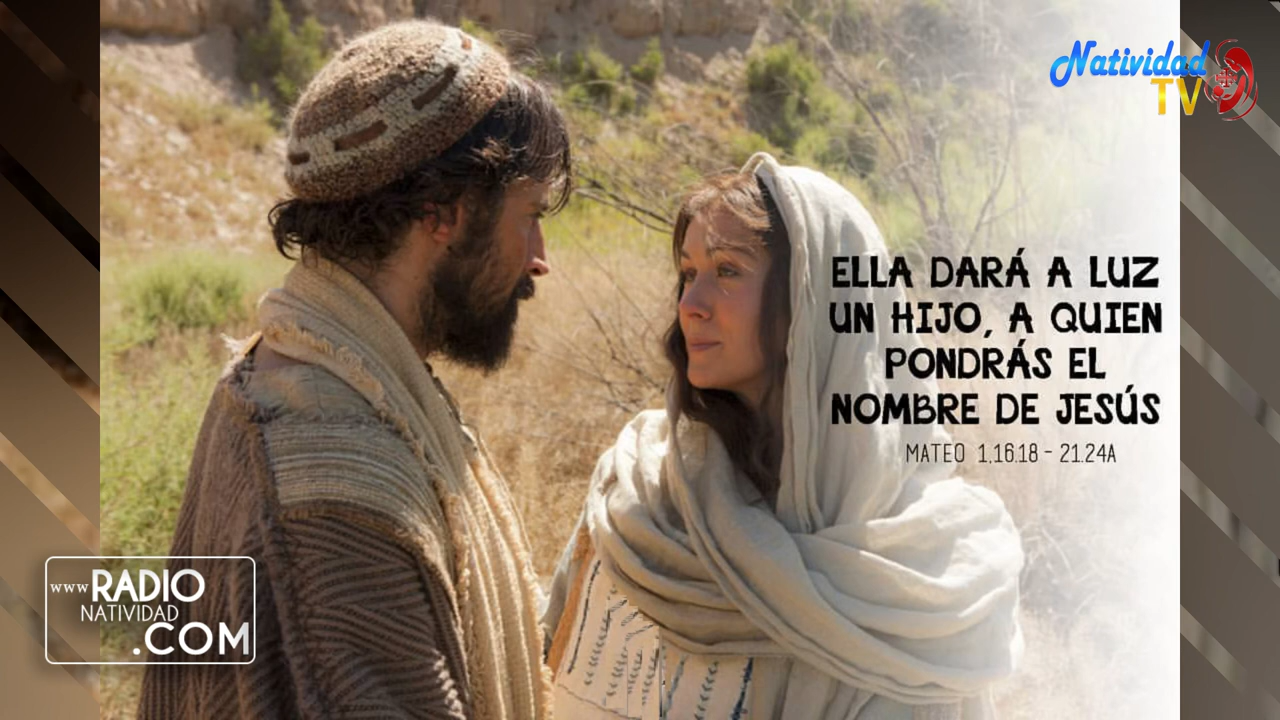 Natividad
TV
ELLA DARÁ A LUZ
UN HIJO, A QUIEN
PONDRÁS EL
NOMBRE DE JESÚS
MATEO 1,16.18 - 21.24A
www RADIO
NATIVIDAD
.COM